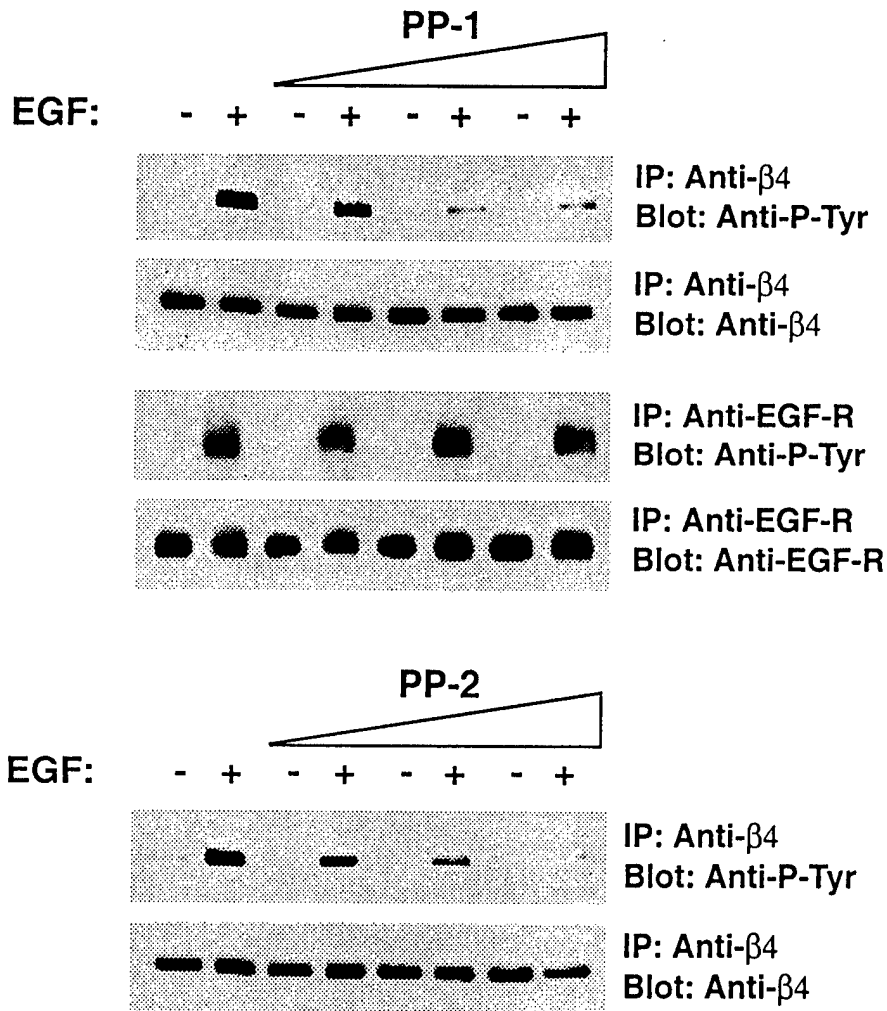 PP-1
EGF: - + - + - + - +
IP: Anti-β4
Blot: Anti-P-Tyr
IP: Anti-β4
Blot: Anti-β4
IP: Anti-EGF-R
Blot: Anti-P-Tyr
IP: Anti-EGF-R
Blot: Anti-EGF-R
PP-2
EGF: - + - + - + - +
IP: Anti-β4
Blot: Anti-P-Tyr
IP: Anti-β4
Blot: Anti-β4